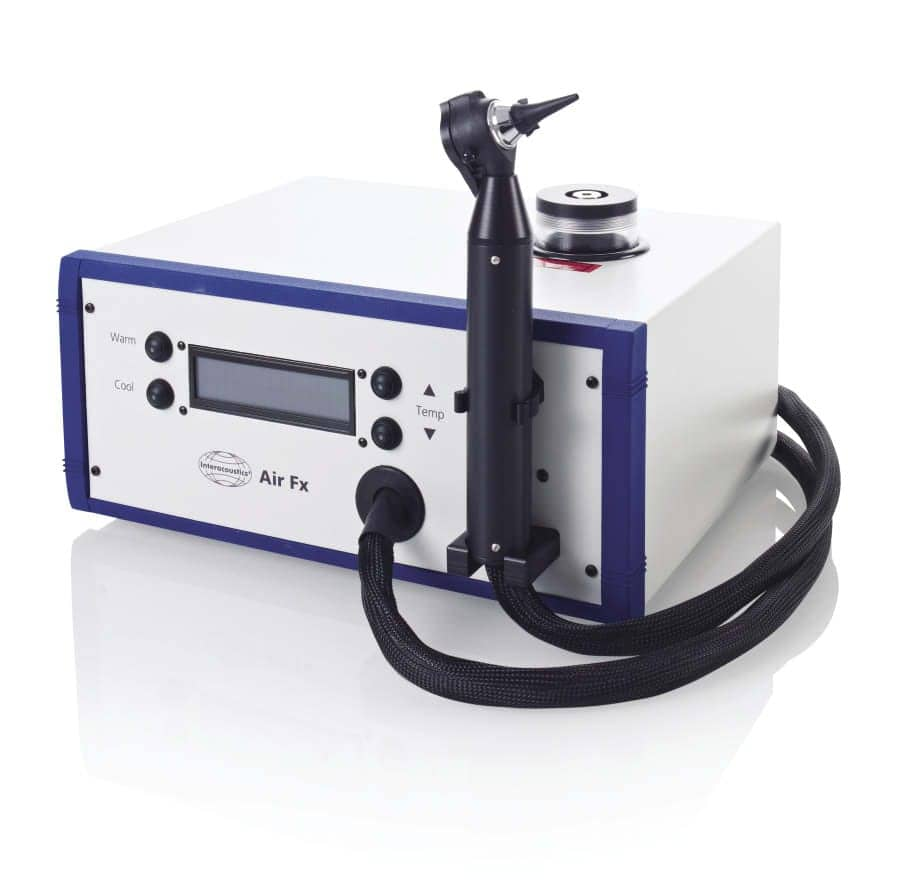 Warm
Cool
▲
Temp
▼
Interacoustics®
Air Fx